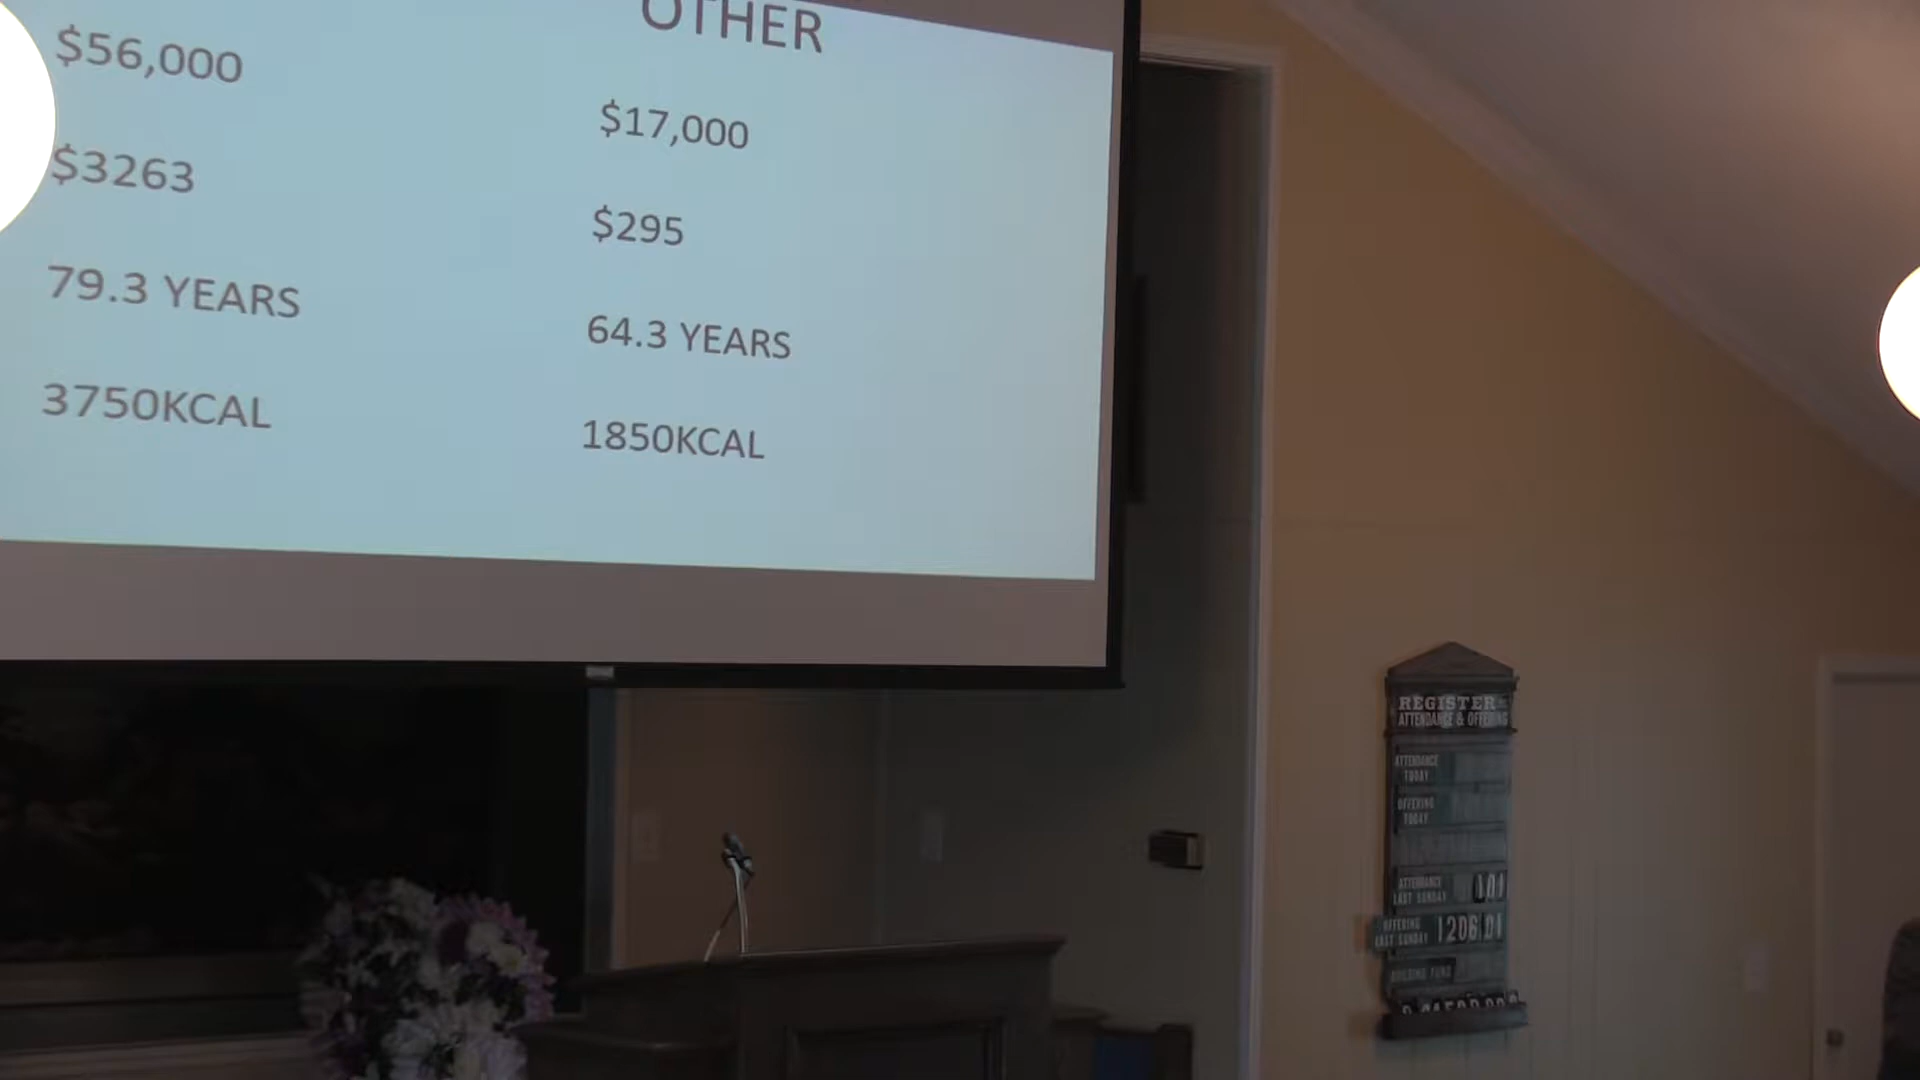 OTHER
$56,000
$17,000
$3263
$295
79.3 YEARS
64.3 YEARS
3750KCAL
1850KCAL
REGISTER OF
ATTENDANCE & OFFERING
ATTENDANCE
TODAY
OFFERING
TODAY
ATTENDANCE
LAST SUNDAY
101
OFFERING
LAST SUNDAY
1206.01
BUILDING FUND